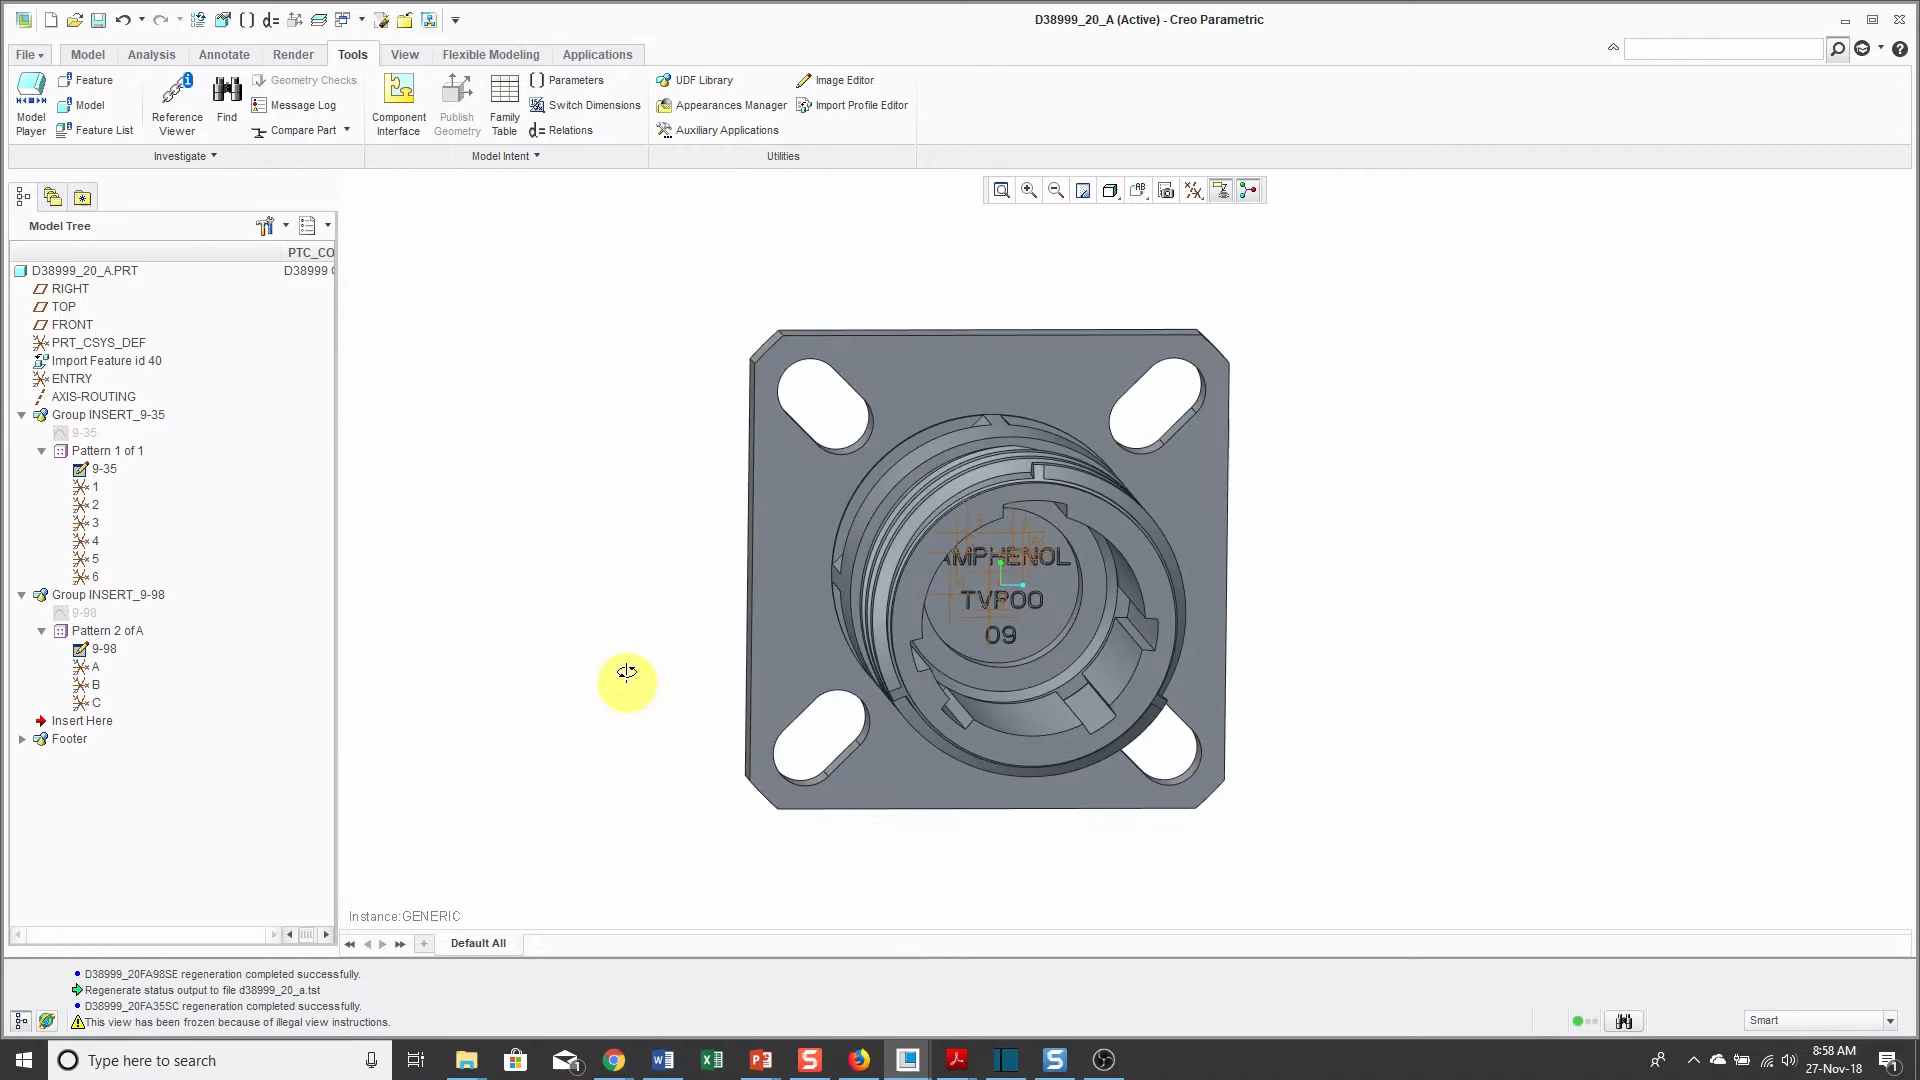 D38999_20_A (Active) - Creo Parametric
File
Model
Analysis
Annotate
Render
Tools
View
Flexible Modeling
Applications
Model
Player
Feature
Model
Feature List
Reference
Viewer
Find
Geometry Checks
Message Log
Compare Part
Component
Interface
Publish
Geometry
Family
Table
Parameters
Switch Dimensions
d= Relations
UDF Library
Appearances Manager
Auxiliary Applications
Image Editor
Import Profile Editor
Investigate
Model Intent
Utilities
Model Tree
PTC_CO
D38999_20_A.PRT
D38999
RIGHT
TOP
FRONT
PRT_CSYS_DEF
Import Feature id 40
ENTRY
AXIS-ROUTING
Group INSERT_9-35
9-35
Pattern 1 of 1
9-35
1
2
3
4
5
6
Group INSERT_9-98
9-98
Pattern 2 of A
9-98
A
B
C
Insert Here
Footer
AMPHENOL
TVP00
09
Instance:GENERIC
Default All
D38999_20FA98SE regeneration completed successfully.
Regenerate status output to file d38999_20_a.tst
D38999_20FA35SC regeneration completed successfully.
This view has been frozen because of illegal view instructions.
Smart
Type here to search
8:58 AM
27-Nov-18